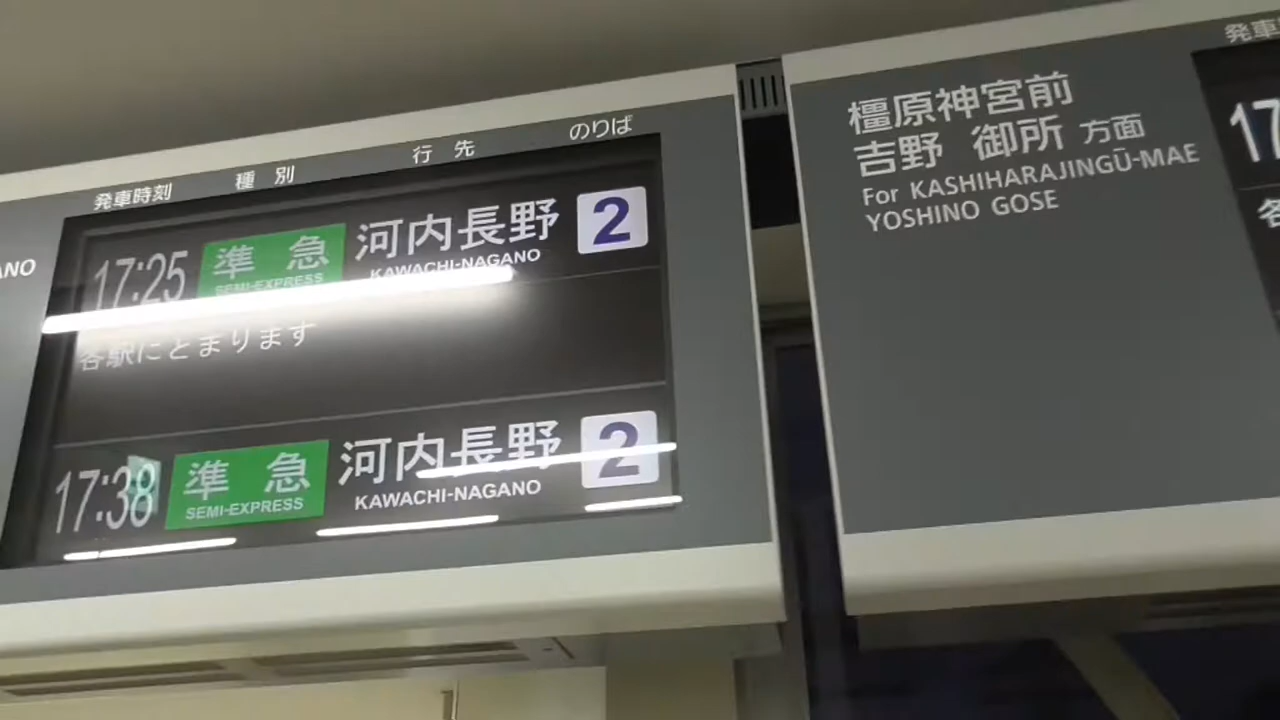 ANO
発車時刻 種別 行先 のりば
17:25 準急 SEMI-EXPRESS 河内長野 KAWACHI-NAGANO 2
各駅にとまります
17:38 準急 SEMI-EXPRESS 河内長野 KAWACHI-NAGANO 2
橿原神宮前
吉野 御所 方面
For KASHIHARAJINGŪ-MAE
YOSHINO GOSE
発車
17
各